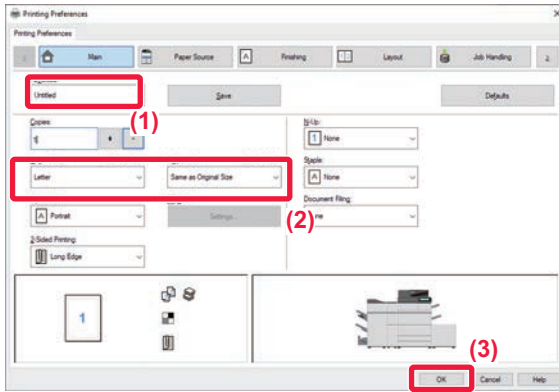 Printing Preferences
Printing Preferences
Main Paper Source A Finishing Layout Job Handling
Untitled Save Defaults
(1)
Copies: N-Up:
1 1 None
Staple:
Letter Same as Original Size A None
Document Filing:
A Portrait Settings...
(2)
2-Sided Printing:
Long Edge
1
(3)
OK Cancel Help